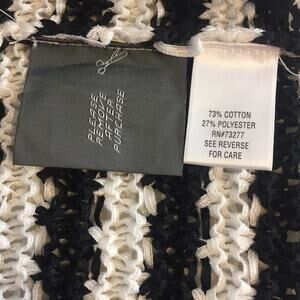 PLEASE
REMOVE
AFTER
PURCHASE
73% COTTON
27% POLYESTER
RN#73277
SEE REVERSE
FOR CARE